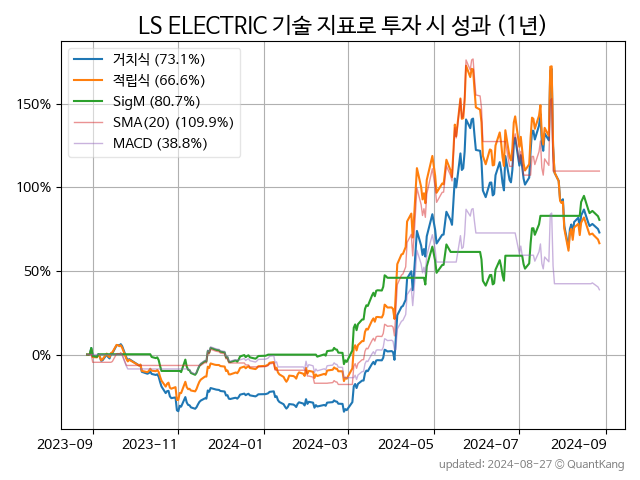 LS ELECTRIC 기술 지표로 투자 시 성과 (1년)
거치식 (73.1%)
적립식 (66.6%)
SigM (80.7%)
SMA(20) (109.9%)
MACD (38.8%)
150%
100%
50%
0%
2023-09 2023-11 2024-01 2024-03 2024-05 2024-07 2024-09
updated: 2024-08-27 © QuantKang